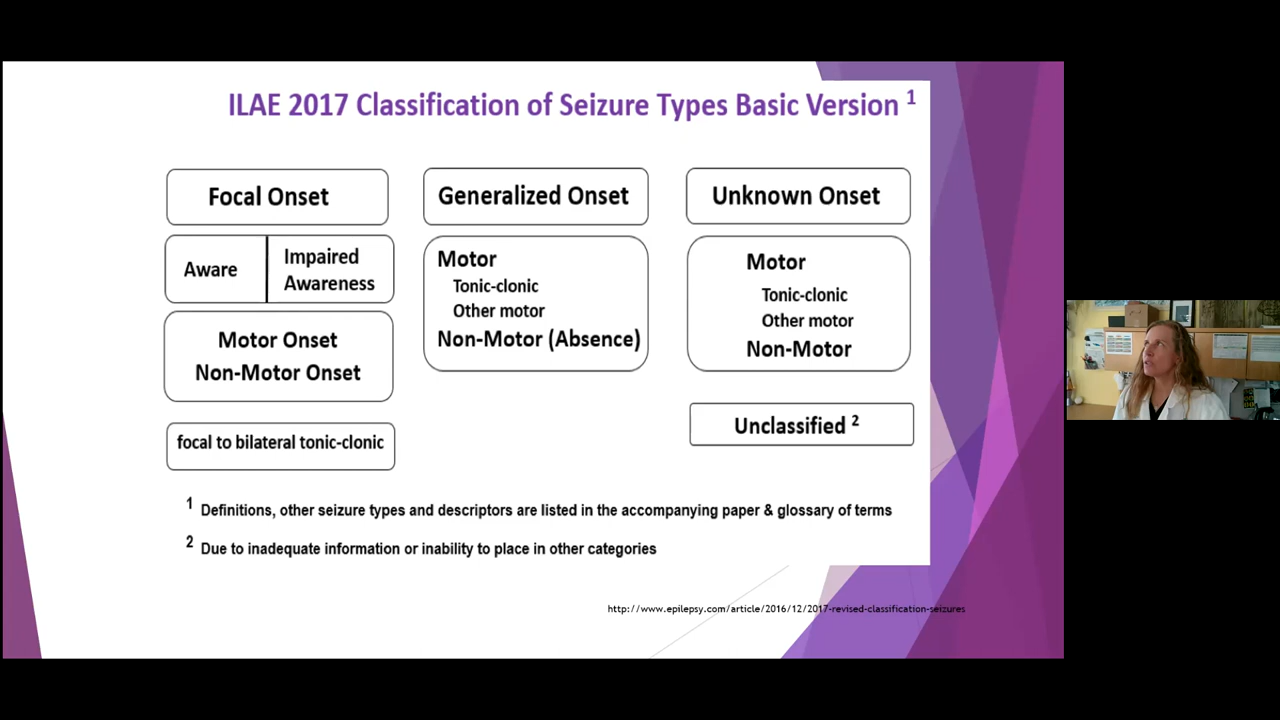 ILAE 2017 Classification of Seizure Types Basic Version 1
Focal Onset
Aware
Impaired
Awareness
Motor Onset
Non-Motor Onset
focal to bilateral tonic-clonic
Generalized Onset
Motor
Tonic-clonic
Other motor
Non-Motor (Absence)
Unknown Onset
Motor
Tonic-clonic
Other motor
Non-Motor
Unclassified 2
1 Definitions, other seizure types and descriptors are listed in the accompanying paper & glossary of terms
2 Due to inadequate information or inability to place in other categories
http://www.epilepsy.com/article/2016/12/2017-revised-classification-seizures